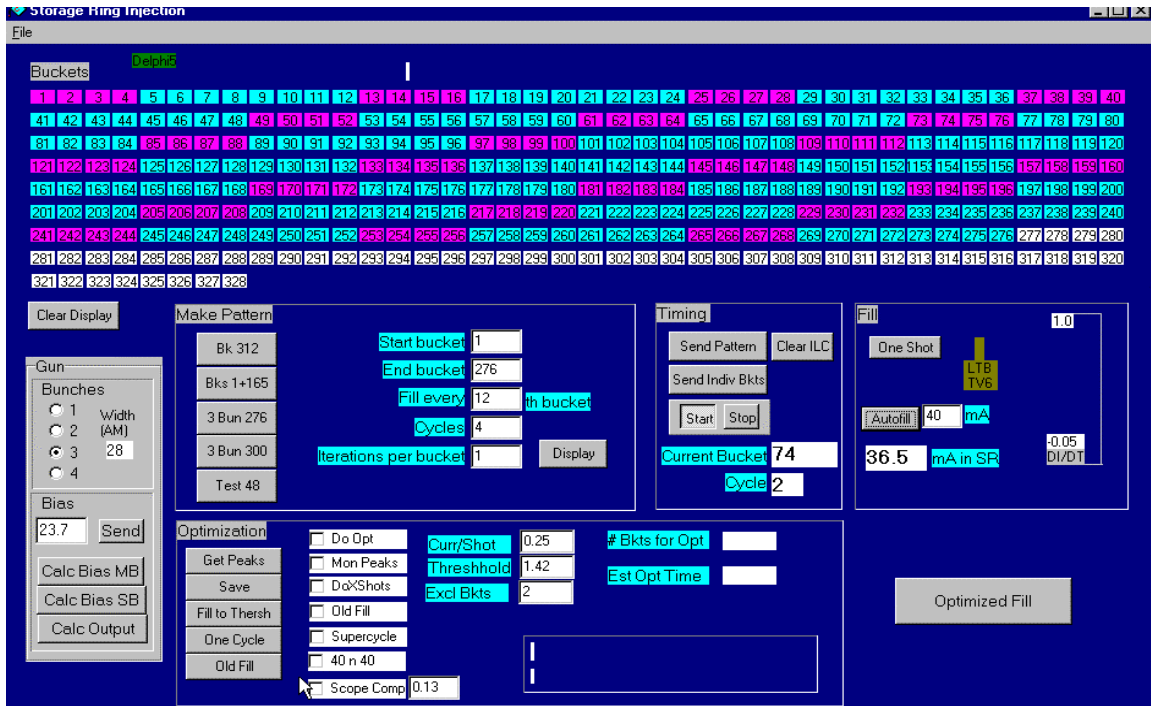 Storage Ring Injection
File
Buckets Delphi5
1 2 3 4 5 6 7 8 9 10 11 12 13 14 15 16 17 18 19 20 21 22 23 24 25 26 27 28 29 30 31 32 33 34 35 36 37 38 39 40
41 42 43 44 45 46 47 48 49 50 51 52 53 54 55 56 57 58 59 60 61 62 63 64 65 66 67 68 69 70 71 72 73 74 75 76 77 78 79 80
81 82 83 84 85 86 87 88 89 90 91 92 93 94 95 96 97 98 99 100 101 102 103 104 105 106 107 108 109 110 111 112 113 114 115 116 117 118 119 120
121 122 123 124 125 126 127 128 129 130 131 132 133 134 135 136 137 138 139 140 141 142 143 144 145 146 147 148 149 150 151 152 153 154 155 156 157 158 159 160
161 162 163 164 165 166 167 168 169 170 171 172 173 174 175 176 177 178 179 180 181 182 183 184 185 186 187 188 189 190 191 192 193 194 195 196 197 198 199 200
201 202 203 204 205 206 207 208 209 210 211 212 213 214 215 216 217 218 219 220 221 222 223 224 225 226 227 228 229 230 231 232 233 234 235 236 237 238 239 240
241 242 243 244 245 246 247 248 249 250 251 252 253 254 255 256 257 258 259 260 261 262 263 264 265 266 267 268 269 270 271 272 273 274 275 276 277 278 279 280
281 282 283 284 285 286 287 288 289 290 291 292 293 294 295 296 297 298 299 300 301 302 303 304 305 306 307 308 309 310 311 312 313 314 315 316 317 318 319 320
321 322 323 324 325 326 327 328
Clear Display
Gun
Bunches
1
2
3
4
Width
(AM)
28
Bias
23.7 Send
Calc Bias MB
Calc Bias SB
Calc Output
Make Pattern
Bk 312
Bks 1+165
3 Bun 276
3 Bun 300
Test 48
Start bucket 1
End bucket 276
Fill every 12 th bucket
Cycles 4
Iterations per bucket 1 Display
Timing
Send Pattern Clear ILC
Send Indiv Bkts
Start Stop
Current Bucket 74
Cycle 2
Fill
1.0
One Shot
LTB
TV6
Autofill 40 mA
-0.05
DI/DT
36.5 mA in SR
Optimization
Get Peaks
Save
Fill to Thersh
One Cycle
Old Fill
Do Opt
Mon Peaks
DoXShots
Old Fill
Supercycle
40 n 40
Scope Comp 0.13
Curr/Shot 0.25
Threshhold 1.42
Excl Bkts 2
# Bkts for Opt
Est Opt Time
Optimized Fill